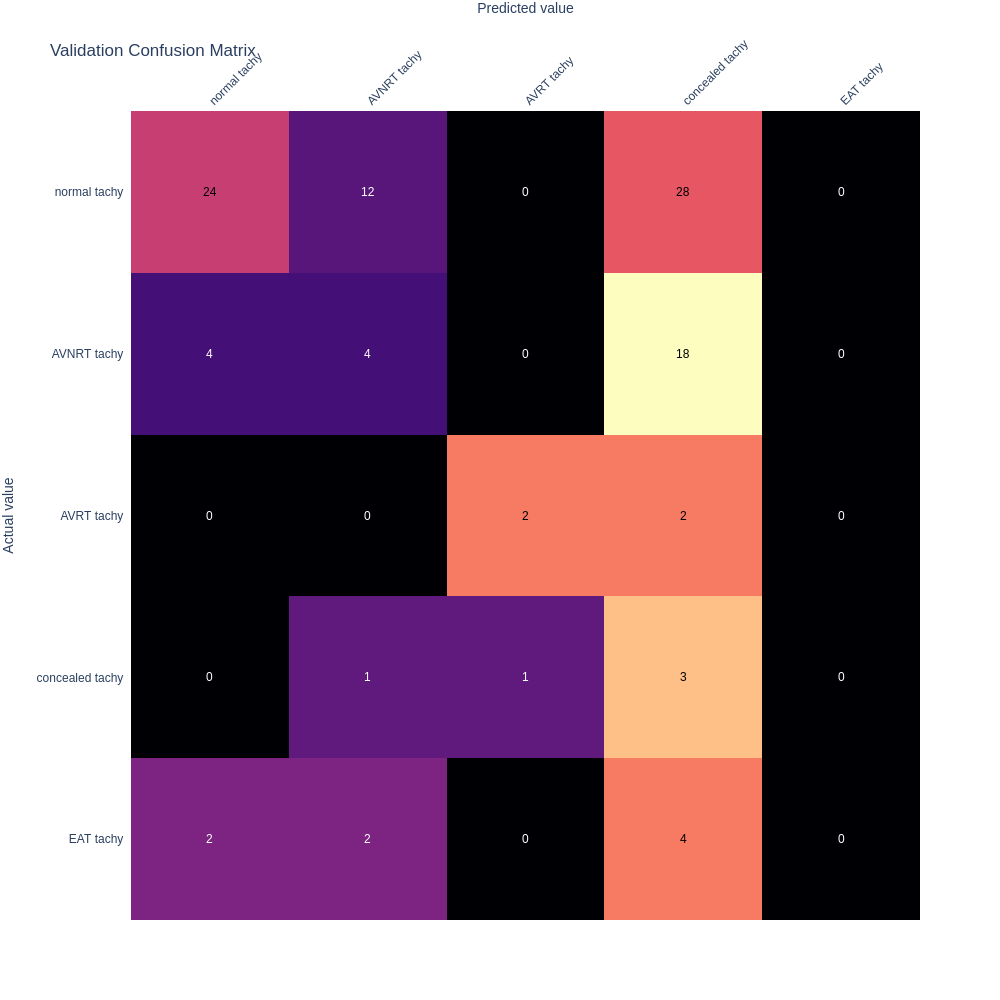 Predicted value
Validation Confusion Matrix
normal tachy
AVNRT tachy
AVRT tachy
concealed tachy
EAT tachy
normal tachy 24 12 0 28 0
AVNRT tachy 4 4 0 18 0
AVRT tachy 0 0 2 2 0
concealed tachy 0 1 1 3 0
EAT tachy 2 2 0 4 0
Actual value